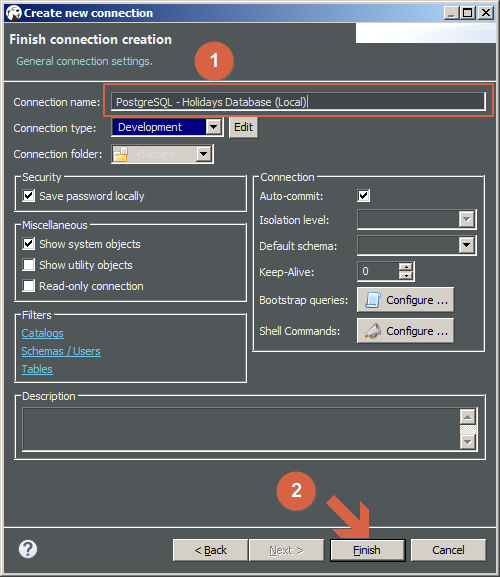 Create new connection
Finish connection creation
General connection settings.
1
Connection name: PostgreSQL - Holidays Database (Local)
Connection type: Development Edit
Connection folder: <None>
Security
Save password locally
Miscellaneous
Show system objects
Show utility objects
Read-only connection
Filters
Catalogs
Schemas / Users
Tables
Connection
Auto-commit:
Isolation level:
Default schema:
Keep-Alive: 0
Bootstrap queries: Configure ...
Shell Commands: Configure ...
Description
2
? < Back Next > Finish Cancel